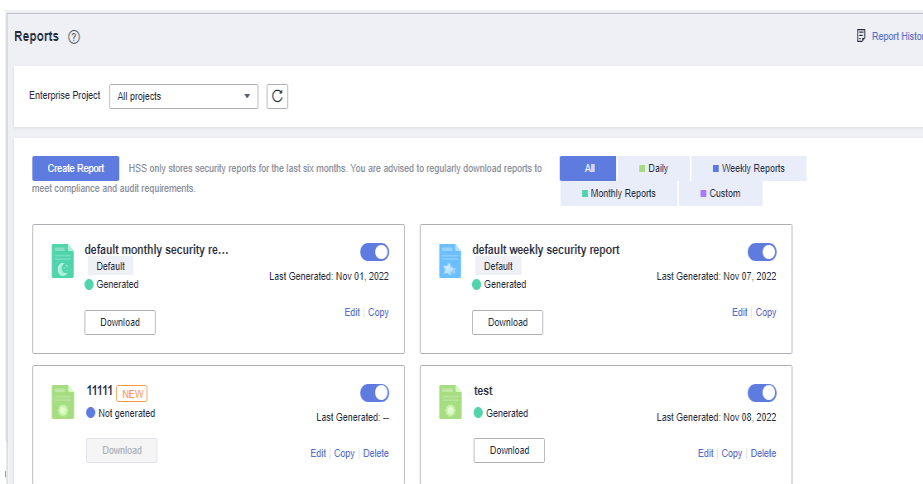 Reports ?
Report Histor
Enterprise Project All projects
Create Report HSS only stores security reports for the last six months. You are advised to regularly download reports to
meet compliance and audit requirements.
All Daily Weekly Reports
Monthly Reports Custom
default monthly security re...
Default
Generated
Last Generated: Nov 01, 2022
Edit Copy
Download
default weekly security report
Default
Generated
Last Generated: Nov 07, 2022
Edit Copy
Download
11111 NEW
Not generated
Last Generated: --
Download
Edit Copy Delete
test
Generated
Last Generated: Nov 08, 2022
Download
Edit Copy Delete